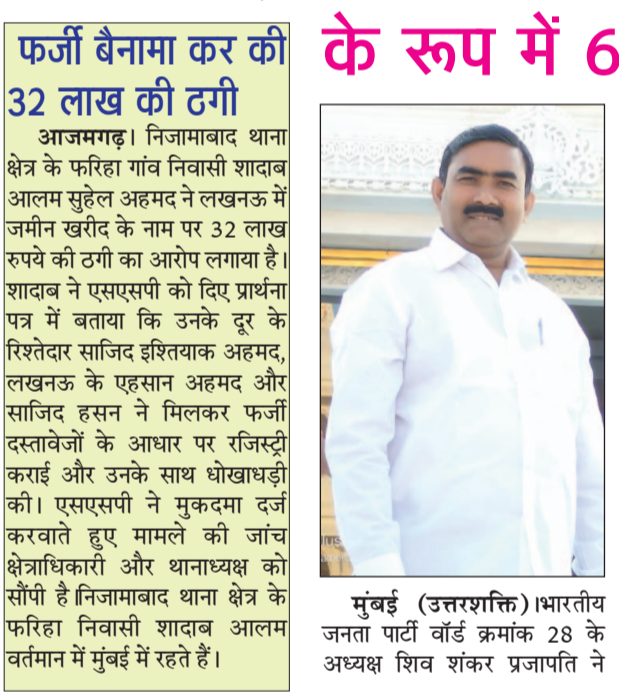 फर्जी बैनामा कर की
32 लाख की ठगी
आजमगढ़। निजामाबाद थाना
क्षेत्र के फरिहा गांव निवासी शादाब
आलम सुहेल अहमद ने लखनऊ में
जमीन खरीद के नाम पर 32 लाख
रुपये की ठगी का आरोप लगाया है।
शादाब ने एसएसपी को दिए प्रार्थना
पत्र में बताया कि उनके दूर के
रिश्तेदार साजिद इश्तियाक अहमद,
लखनऊ के एहसान अहमद और
साजिद हसन ने मिलकर फर्जी
दस्तावेजों के आधार पर रजिस्ट्री
कराई और उनके साथ धोखाधड़ी
की। एसएसपी ने मुकदमा दर्ज
करवाते हुए मामले की जांच
क्षेत्राधिकारी और थानाध्यक्ष को
सौंपी है।निजामाबाद थाना क्षेत्र के
फरिहा निवासी शादाब आलम
वर्तमान में मुंबई में रहते हैं।
के रूप में 6
मुंबई (उत्तरशक्ति)।भारतीय
जनता पार्टी वॉर्ड क्रमांक 28 के
अध्यक्ष शिव शंकर प्रजापति ने